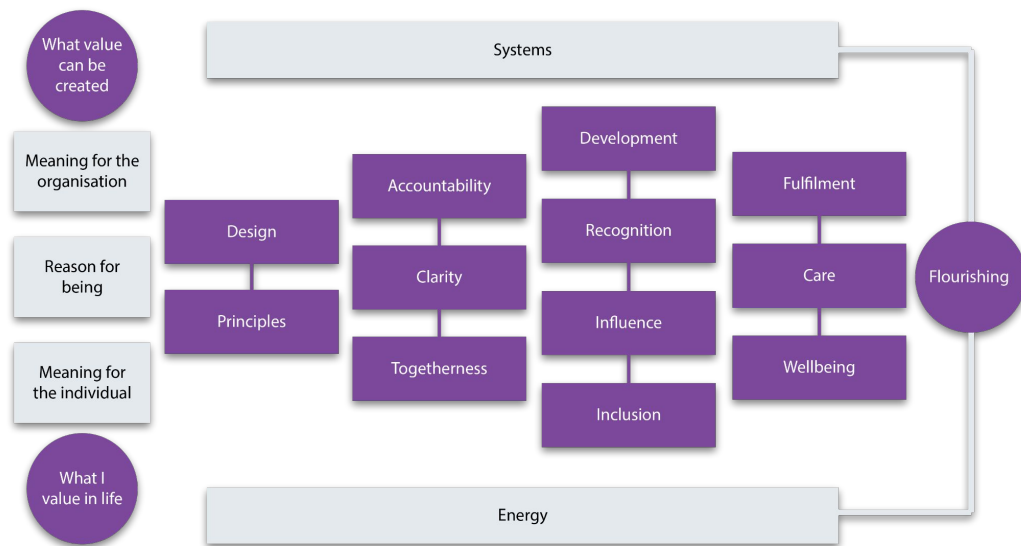 What value
can be
created
Meaning for the
organisation
Reason for
being
Meaning for
the individual
What I
value in life
Systems
Design
Principles
Accountability
Clarity
Togetherness
Development
Recognition
Influence
Inclusion
Fulfilment
Care
Wellbeing
Energy
Flourishing